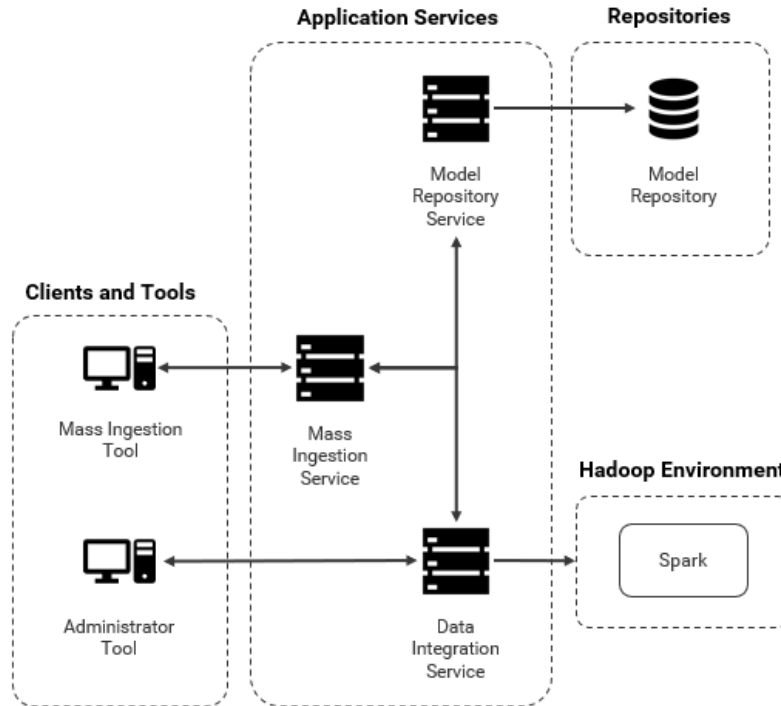 Application Services
Repositories
Model
Repository
Service
Model
Repository
Clients and Tools
Mass Ingestion
Tool
Mass
Ingestion
Service
Hadoop Environment
Spark
Administrator
Tool
Data
Integration
Service